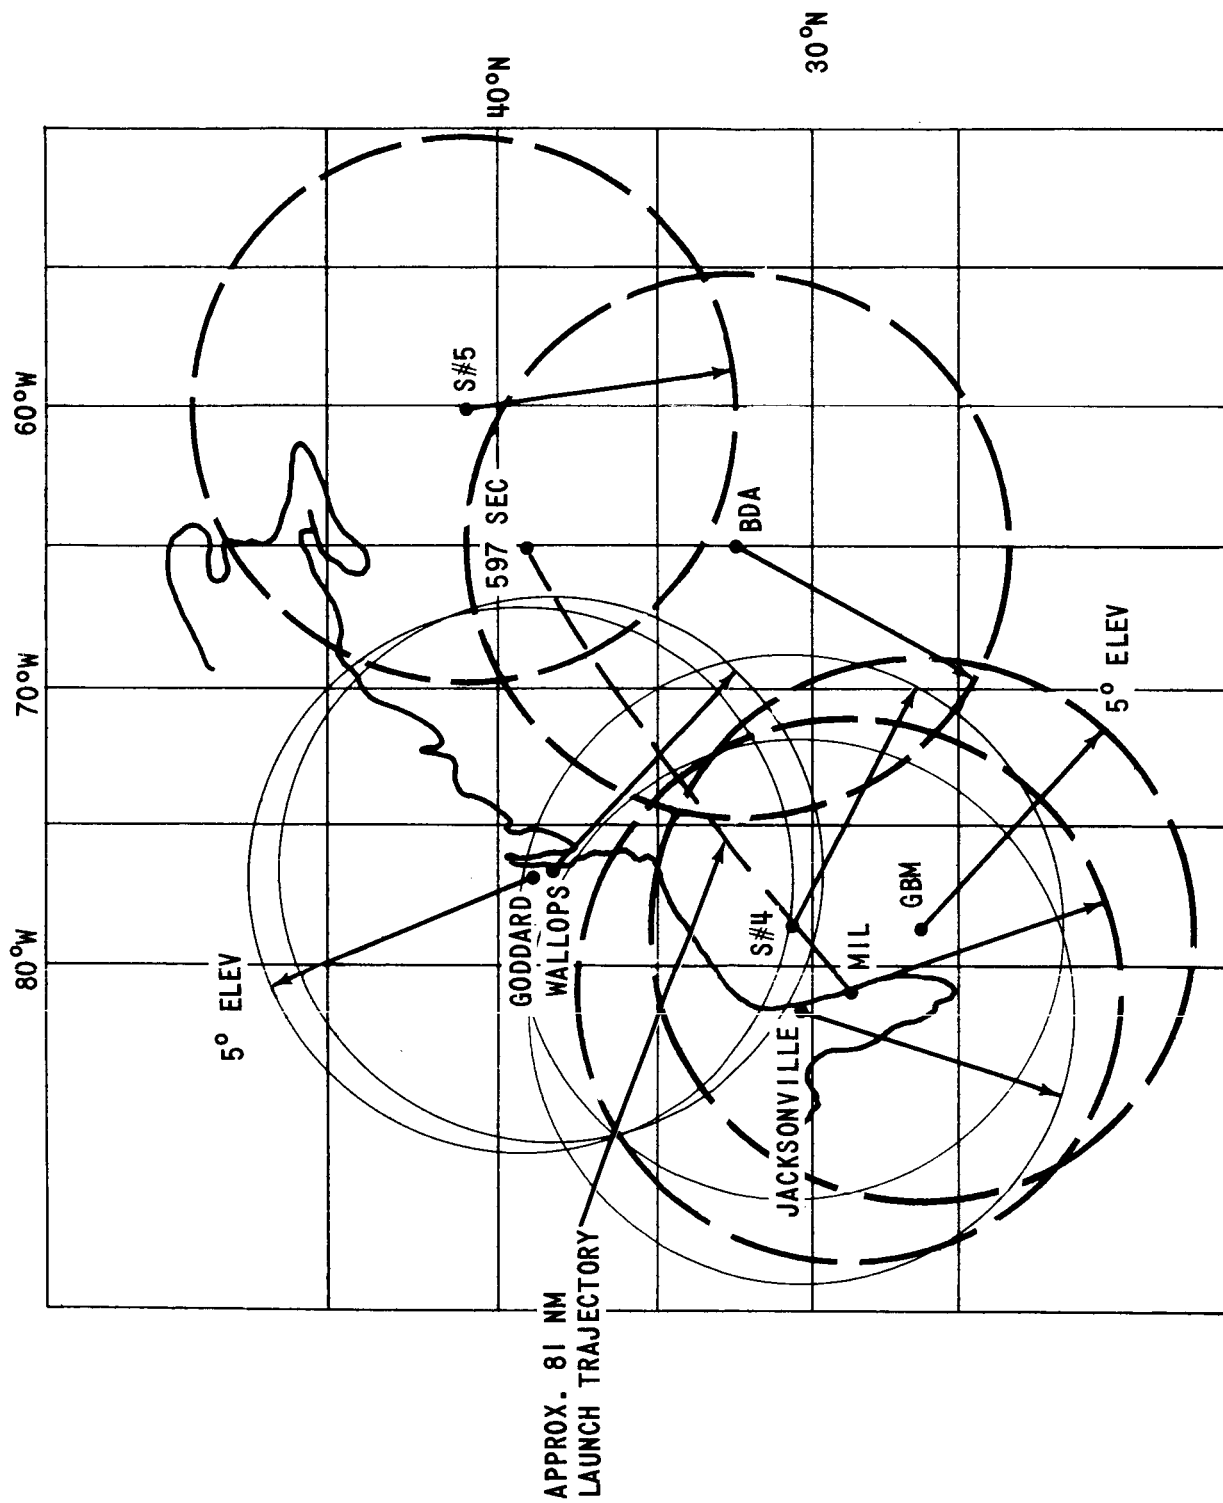 80°W
70°W
60°W
40°N
30°N
5° ELEV
GODDARD
WALLOPS
597 SEC
S#5
BDA
S#4
MIL
GBM
JACKSONVILLE
5° ELEV
APPROX. 81 NM
LAUNCH TRAJECTORY